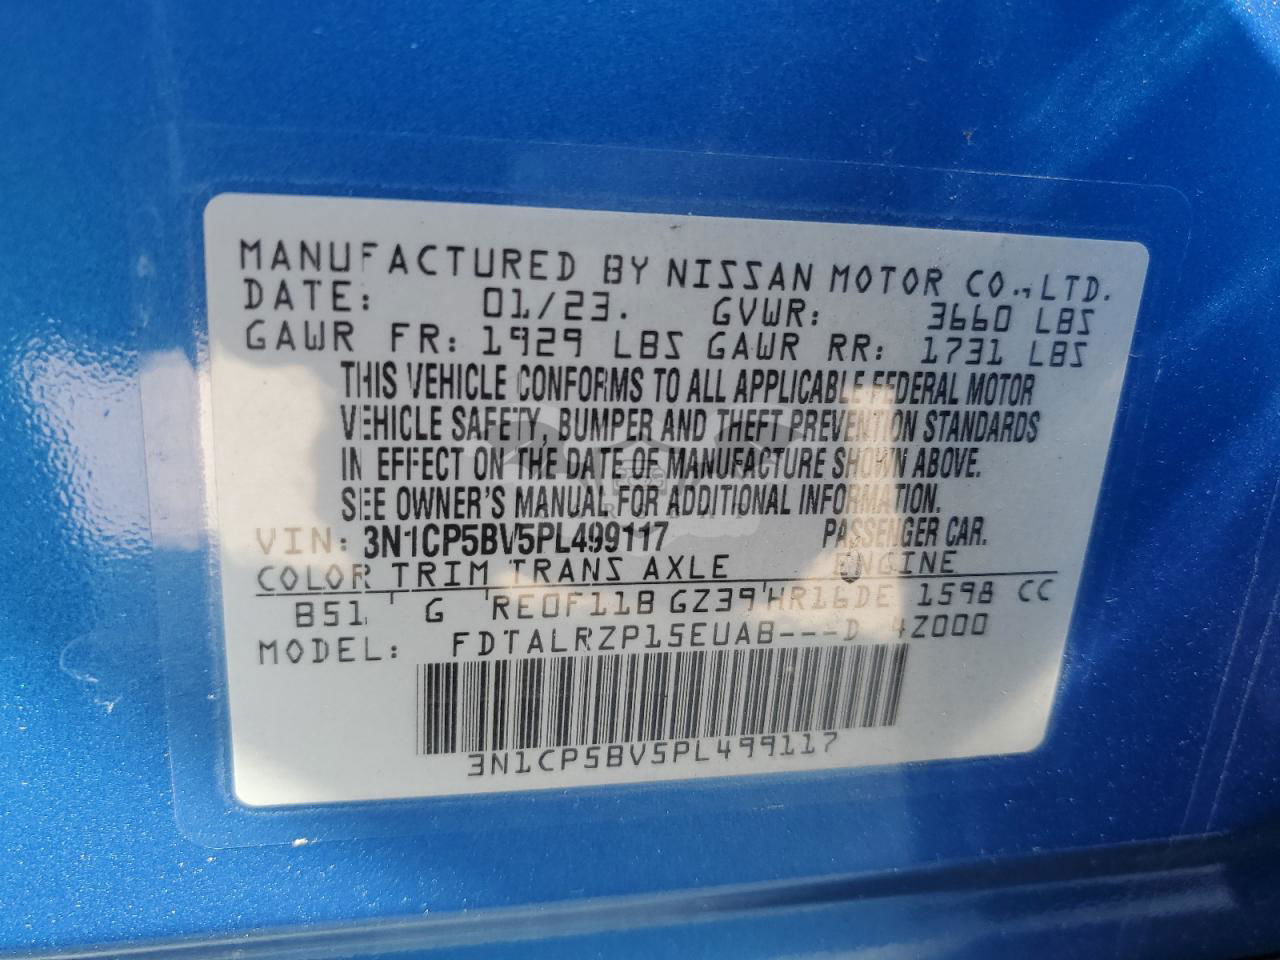 MANUFACTURED BY NISSAN MOTOR CO., LTD.
DATE: 01/23. GVWR: 3660 LBS
GAWR FR: 1929 LBS GAWR RR: 1731 LBS
THIS VEHICLE CONFORMS TO ALL APPLICABLE FEDERAL MOTOR
VEHICLE SAFETY, BUMPER AND THEFT PREVENTION STANDARDS
IN EFFECT ON THE DATE OF MANUFACTURE SHOWN ABOVE.
SEE OWNER'S MANUAL FOR ADDITIONAL INFORMATION.
VIN: 3N1CP5BV5PL499117 PASSENGER CAR.
COLOR TRIM TRANS AXLE ENGINE
B51 G RE0F11B GZ39 HR16DE 1598 CC
MODEL: FDTALRZP15EUAB---D 4Z000
3N1CP5BV5PL499117